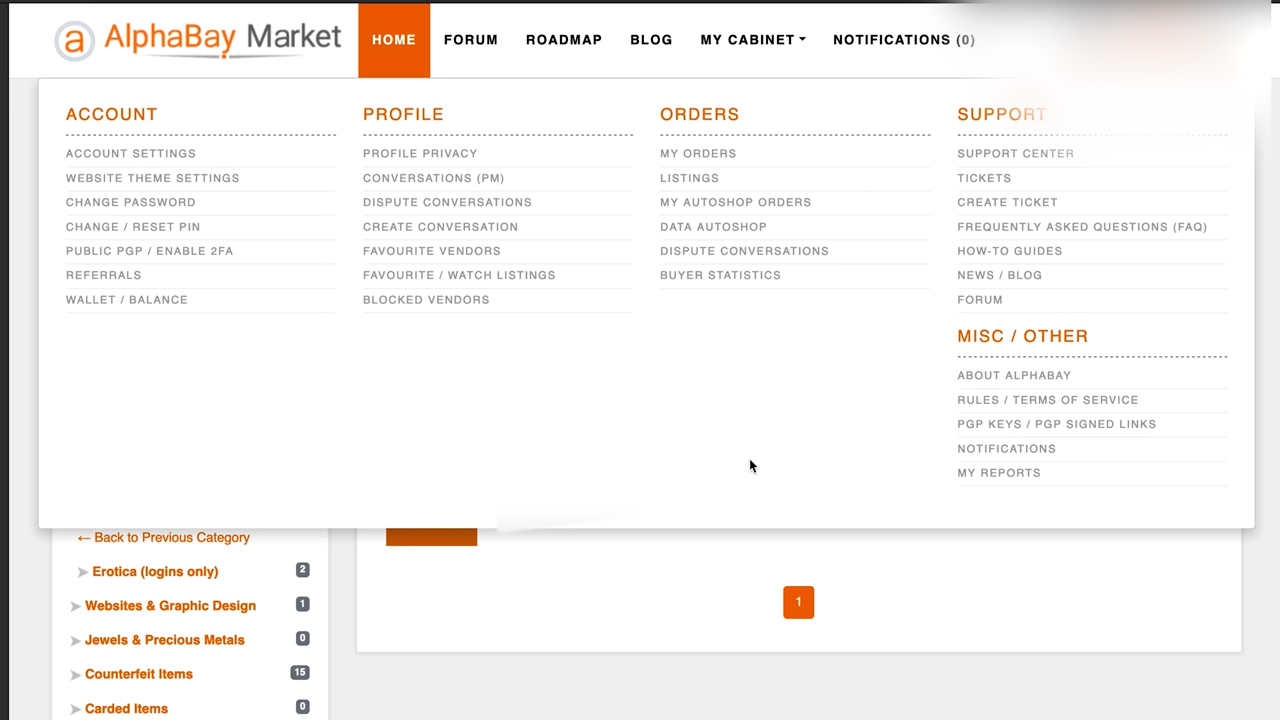 a AlphaBay Market HOME FORUM ROADMAP BLOG MY CABINET NOTIFICATIONS (0)
ACCOUNT
ACCOUNT SETTINGS
WEBSITE THEME SETTINGS
CHANGE PASSWORD
CHANGE / RESET PIN
PUBLIC PGP / ENABLE 2FA
REFERRALS
WALLET / BALANCE
PROFILE
PROFILE PRIVACY
CONVERSATIONS (PM)
DISPUTE CONVERSATIONS
CREATE CONVERSATION
FAVOURITE VENDORS
FAVOURITE / WATCH LISTINGS
BLOCKED VENDORS
ORDERS
MY ORDERS
LISTINGS
MY AUTOSHOP ORDERS
DATA AUTOSHOP
DISPUTE CONVERSATIONS
BUYER STATISTICS
SUPPORT
SUPPORT CENTER
TICKETS
CREATE TICKET
FREQUENTLY ASKED QUESTIONS (FAQ)
HOW-TO GUIDES
NEWS / BLOG
FORUM
MISC / OTHER
ABOUT ALPHABAY
RULES / TERMS OF SERVICE
PGP KEYS / PGP SIGNED LINKS
NOTIFICATIONS
MY REPORTS
← Back to Previous Category
Erotica (logins only) 2
Websites & Graphic Design 1
Jewels & Precious Metals 0
Counterfeit Items 15
Carded Items 0
1